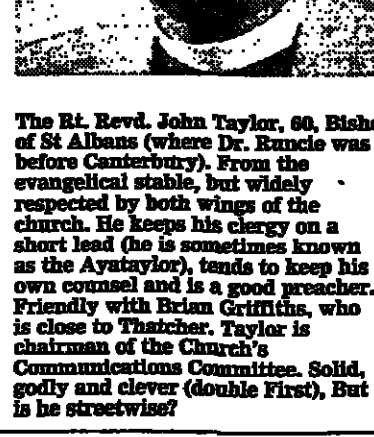 The Rt. Revd. John Taylor, 60, Bisho
of St Albans (where Dr. Runcie was
before Canterbury). From the
evangelical stable, but widely
respected by both wings of the
church. He keeps his clergy on a
short lead (he is sometimes known
as the Ayataylor), tends to keep his
own counsel and is a good preacher.
Friendly with Brian Griffiths, who
is close to Thatcher. Taylor is
chairman of the Church's
Communications Committee. Solid,
godly and clever (double First), But
is he streetwise?